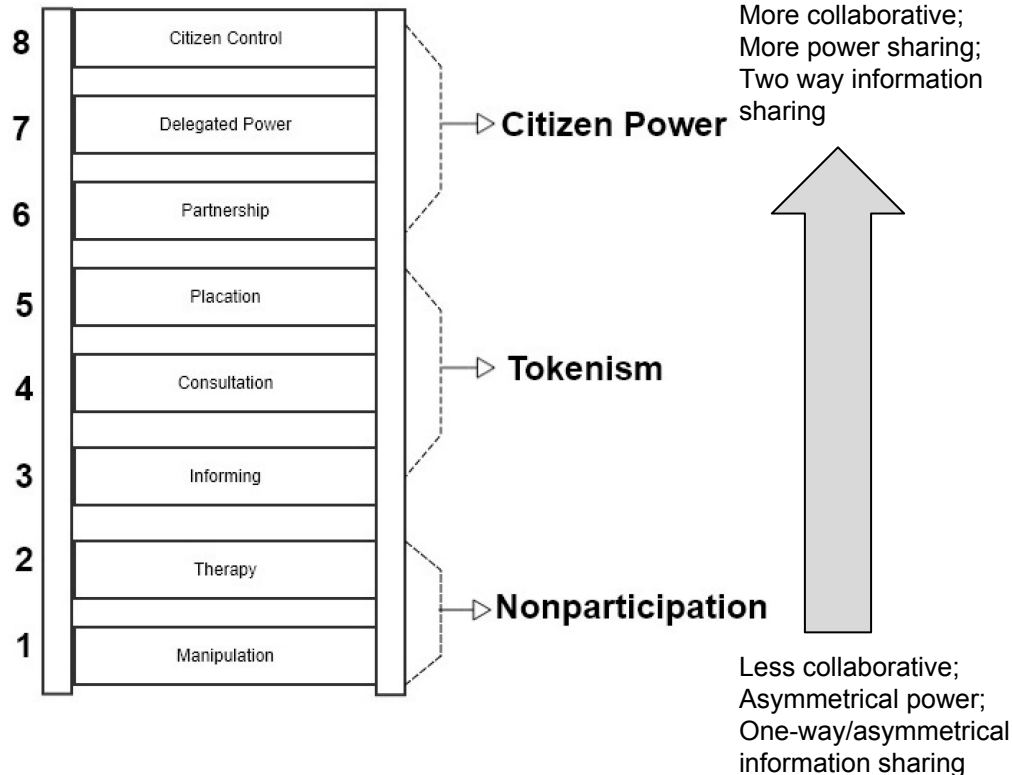 More collaborative;
More power sharing;
Two way information
sharing
8
Citizen Control
7
Delegated Power
Citizen Power
6
Partnership
5
Placation
4
Consultation
Tokenism
3
Informing
2
Therapy
Nonparticipation
1
Manipulation
Less collaborative;
Asymmetrical power;
One-way/asymmetrical
information sharing